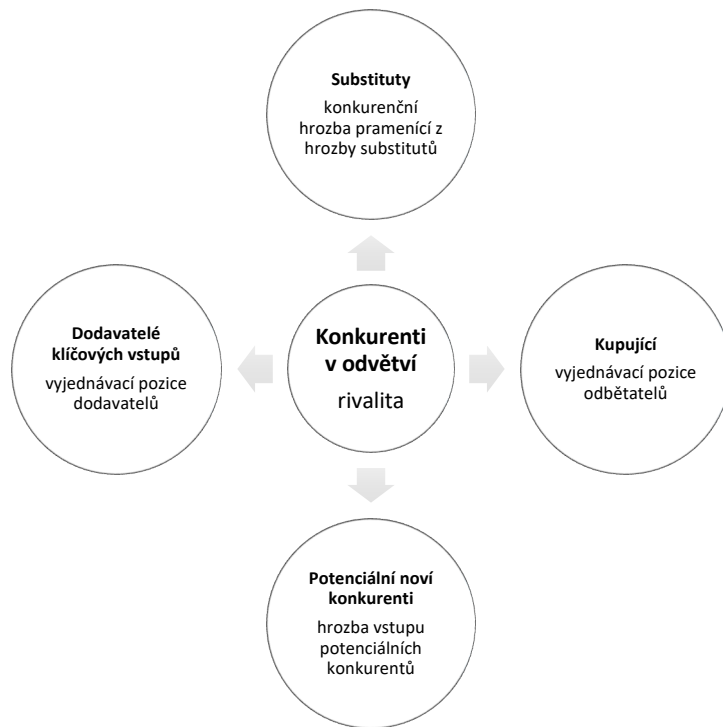 Substituty
konkurenční
hrozba pramenící z
hrozby substitutů
Dodavatelé
klíčových vstupů
vyjednávací pozice
dodavatelů
Konkurenti
v odvětví
rivalita
Kupující
vyjednávací pozice
odbětatelů
Potenciální noví
konkurenti
hrozba vstupu
potenciálních
konkurentů